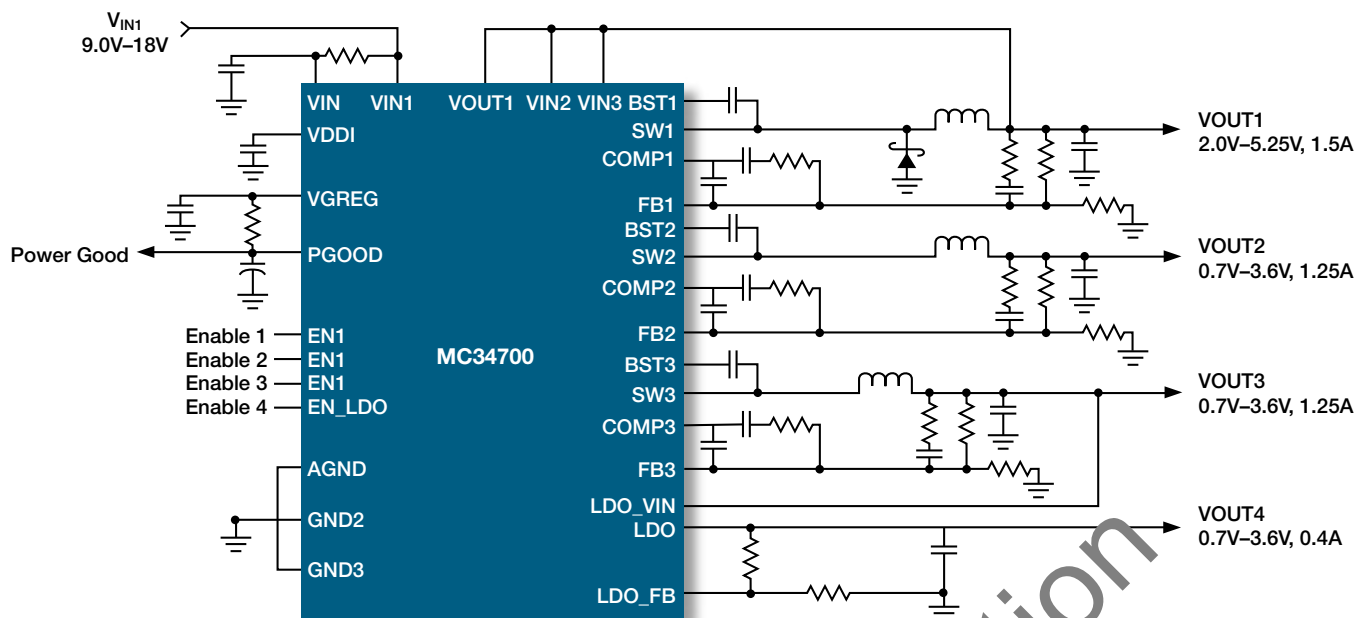 VIN1
9.0V–18V
VIN VIN1 VOUT1 VIN2 VIN3 BST1
VDDI
SW1
COMP1
VGREG
FB1
VOUT1
2.0V–5.25V, 1.5A
BST2
Power Good
PGOOD
SW2
COMP2
VOUT2
0.7V–3.6V, 1.25A
Enable 1 EN1
Enable 2 EN1
Enable 3 EN1
Enable 4 EN_LDO
MC34700
FB2
BST3
SW3
COMP3
VOUT3
0.7V–3.6V, 1.25A
AGND
FB3
GND2
LDO_VIN
LDO
VOUT4
0.7V–3.6V, 0.4A
GND3
LDO_FB